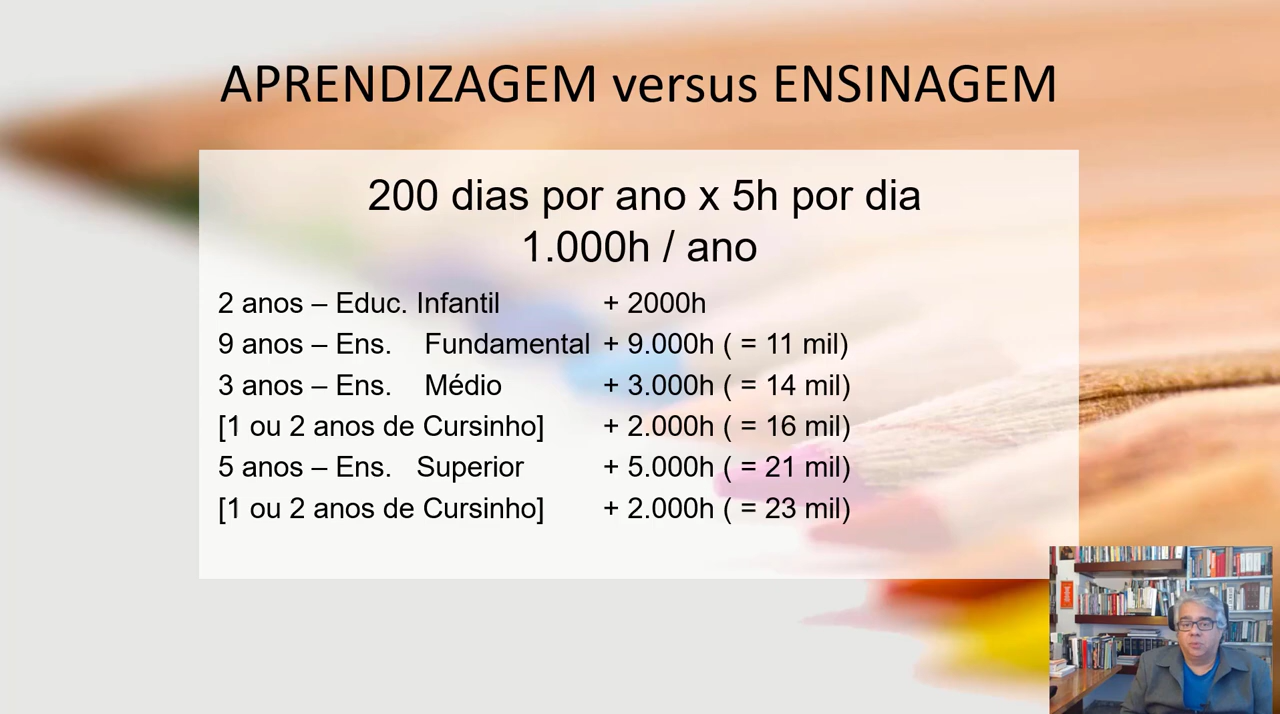 APRENDIZAGEM versus ENSINAGEM
200 dias por ano x 5h por dia
1.000h / ano
2 anos – Educ. Infantil + 2000h
9 anos – Ens. Fundamental + 9.000h ( = 11 mil)
3 anos – Ens. Médio + 3.000h ( = 14 mil)
[1 ou 2 anos de Cursinho] + 2.000h ( = 16 mil)
5 anos – Ens. Superior + 5.000h ( = 21 mil)
[1 ou 2 anos de Cursinho] + 2.000h ( = 23 mil)